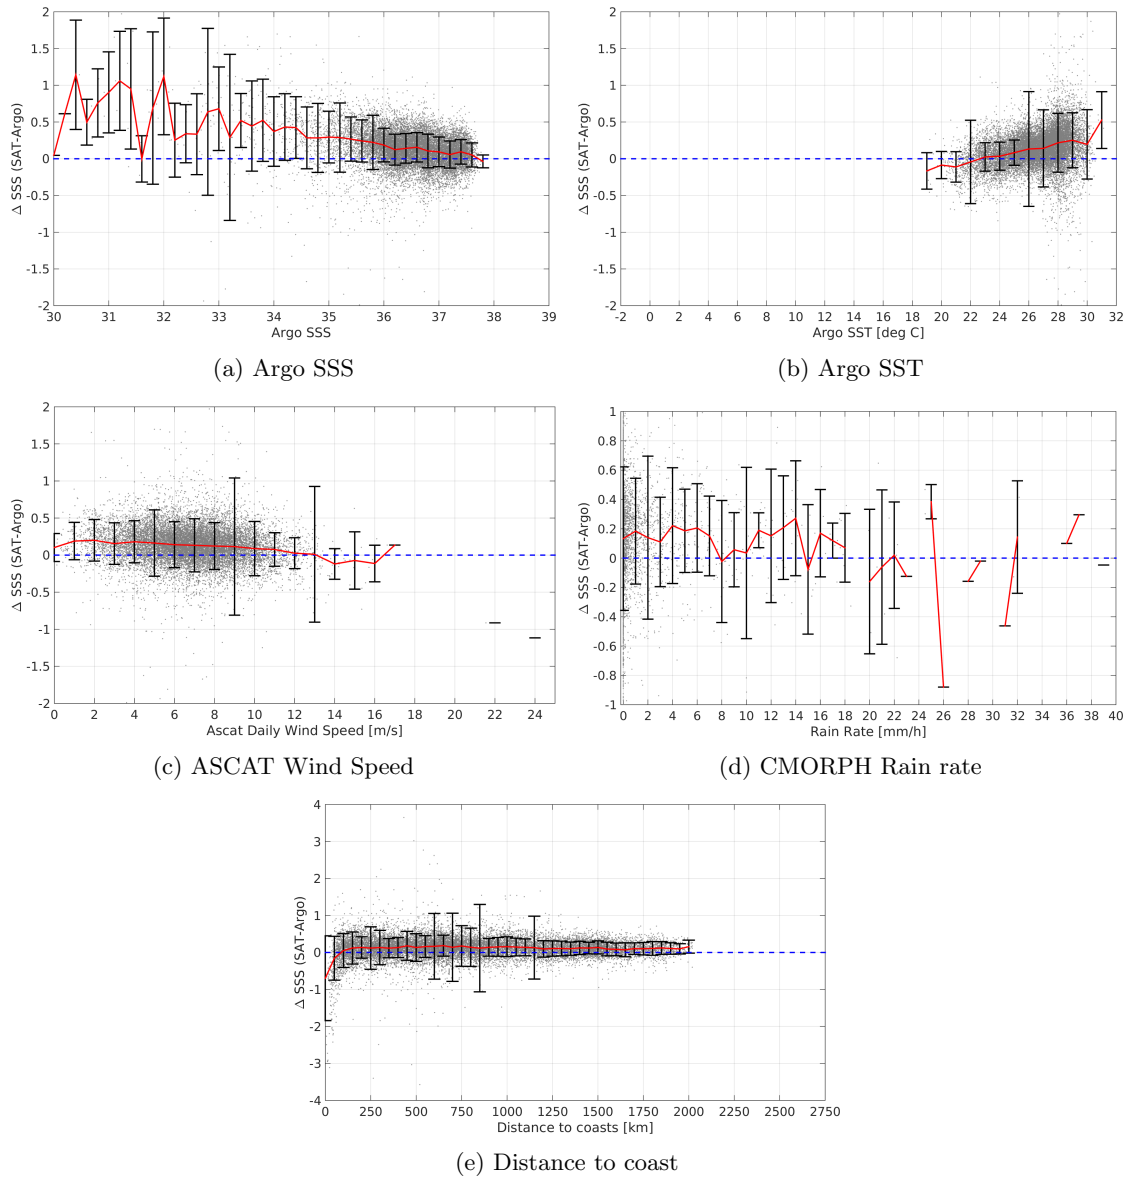 2
1.5
1
0.5
0
-0.5
-1
-1.5
-2
Δ SSS (SAT-Argo)
30 31 32 33 34 35 36 37 38 39
Argo SSS
(a) Argo SSS
2
1.5
1
0.5
0
-0.5
-1
-1.5
-2
Δ SSS (SAT-Argo)
-2 0 2 4 6 8 10 12 14 16 18 20 22 24 26 28 30 32
Argo SST [deg C]
(b) Argo SST
2
1.5
1
0.5
0
-0.5
-1
-1.5
-2
Δ SSS (SAT-Argo)
0 2 4 6 8 10 12 14 16 18 20 22 24
Ascat Daily Wind Speed [m/s]
(c) ASCAT Wind Speed
1
0.8
0.6
0.4
0.2
0
-0.2
-0.4
-0.6
-0.8
-1
Δ SSS (SAT-Argo)
0 2 4 6 8 10 12 14 16 18 20 22 24 26 28 30 32 34 36 38 40
Rain Rate [mm/h]
(d) CMORPH Rain rate
4
3
2
1
0
-1
-2
-3
-4
Δ SSS (SAT-Argo)
0 250 500 750 1000 1250 1500 1750 2000 2250 2500 2750
Distance to coasts [km]
(e) Distance to coast